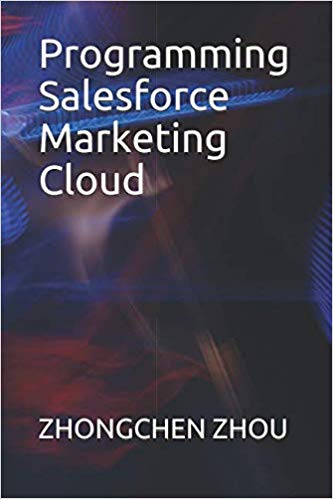 Programming
Salesforce
Marketing
Cloud
ZHONGCHEN ZHOU